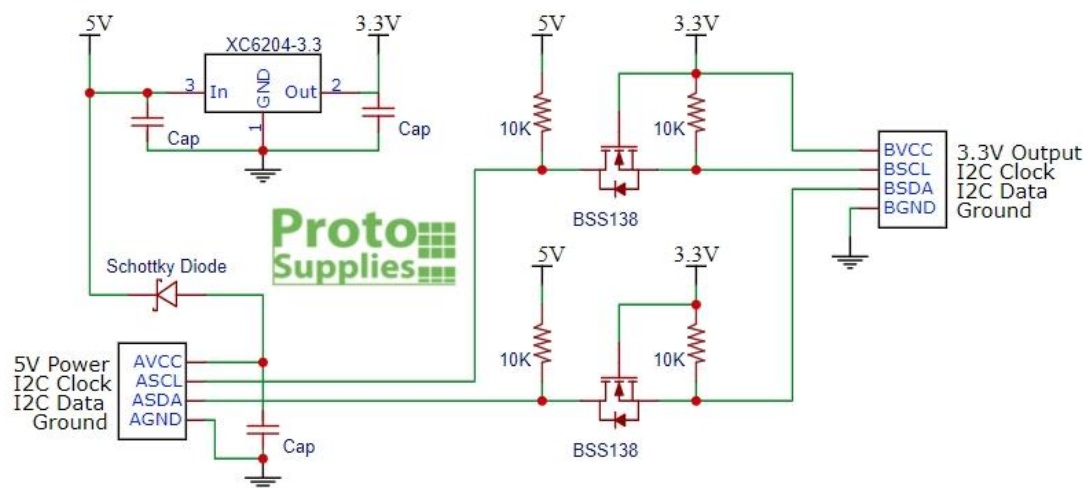 5V
3.3V
5V
3.3V
XC6204-3.3
3 In GND Out 2
1
Cap
Cap
10K
10K
BSS138
BVCC 3.3V Output
BSCL I2C Clock
BSDA I2C Data
BGND Ground
Proto
Supplies
Schottky Diode
5V
3.3V
10K
10K
BSS138
5V Power AVCC
I2C Clock ASCL
I2C Data ASDA
Ground AGND
Cap